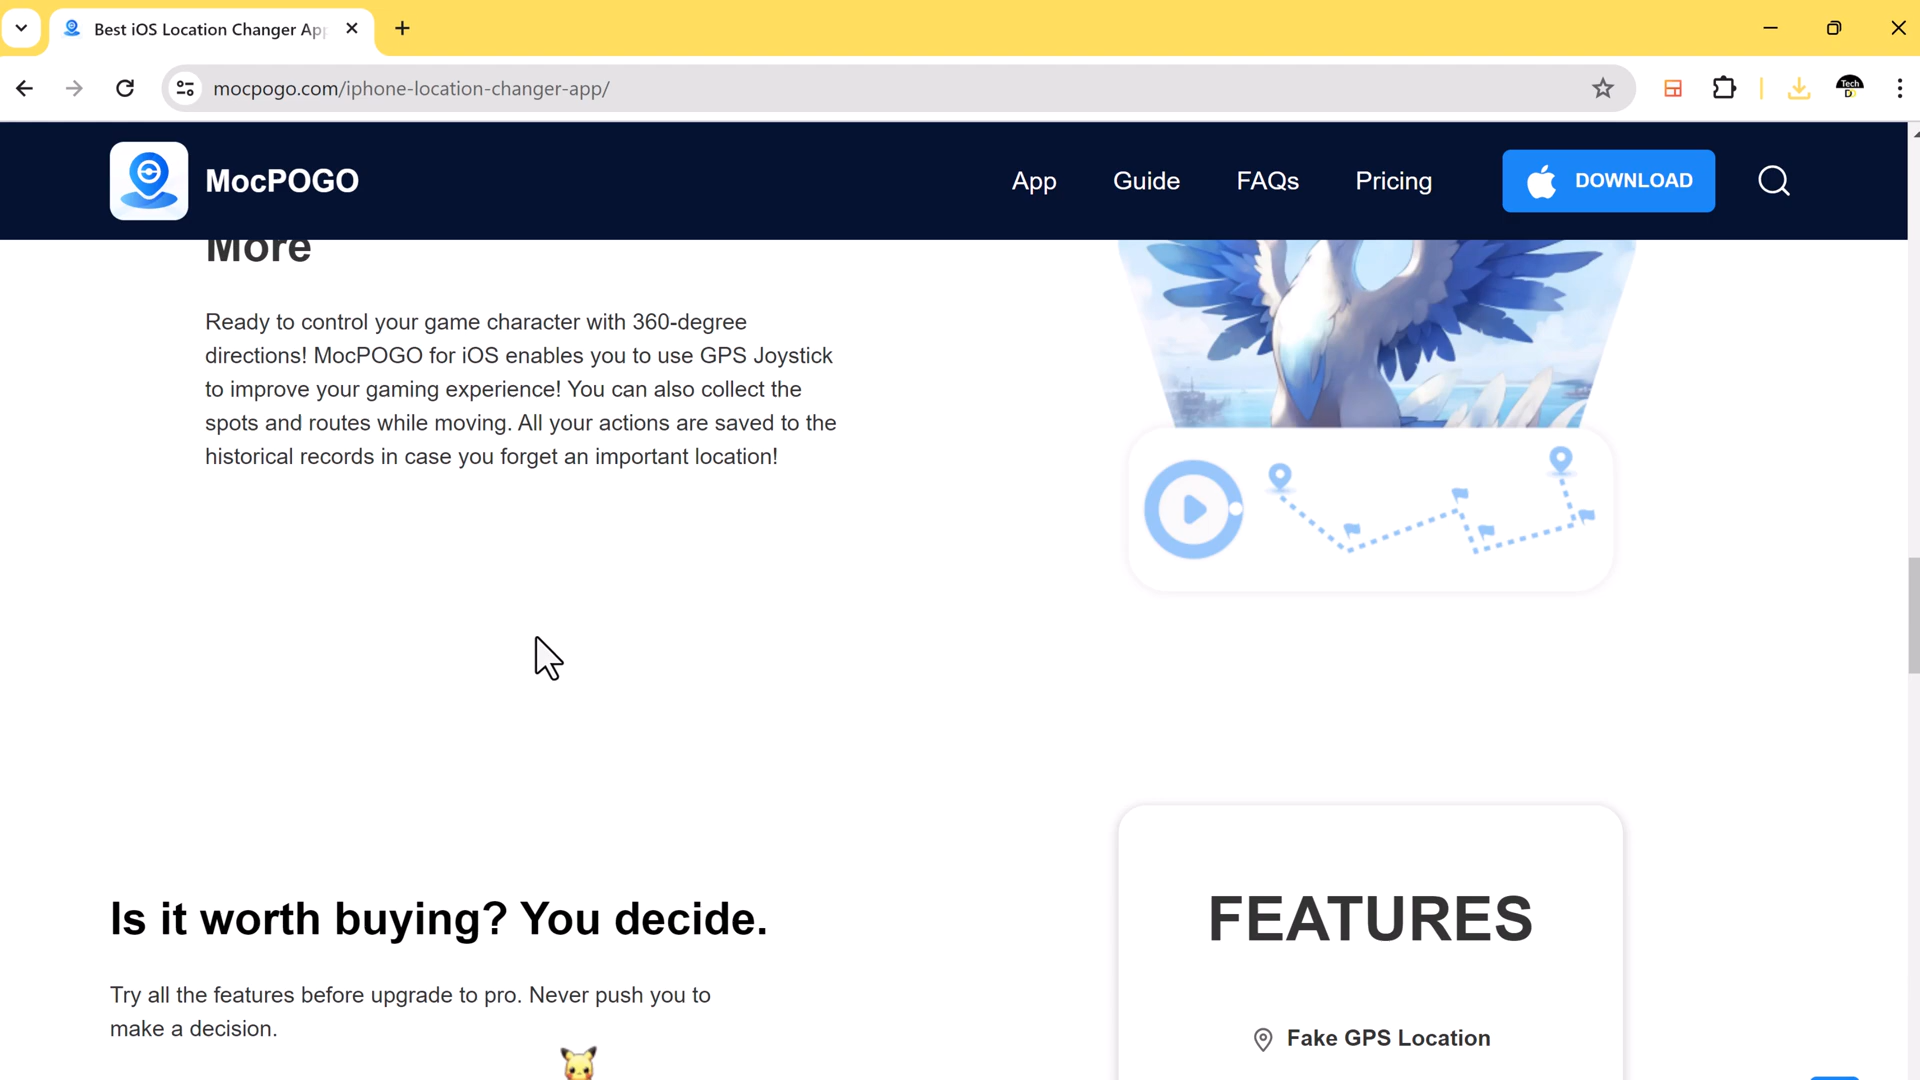 Best iOS Location Changer App
mocpogo.com/iphone-location-changer-app/
Tech
D
MocPOGO
App
Guide
FAQs
Pricing
DOWNLOAD
More
Ready to control your game character with 360-degree
directions! MocPOGO for iOS enables you to use GPS Joystick
to improve your gaming experience! You can also collect the
spots and routes while moving. All your actions are saved to the
historical records in case you forget an important location!
Is it worth buying? You decide.
Try all the features before upgrade to pro. Never push you to
make a decision.
FEATURES
Fake GPS Location